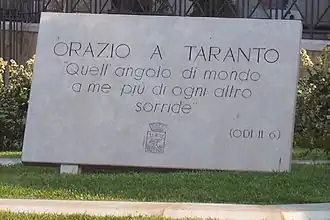 ORAZIO A TARANTO
"Quell'angolo di mondo
a me più di ogni altro
sorride"
(ODI II 6)